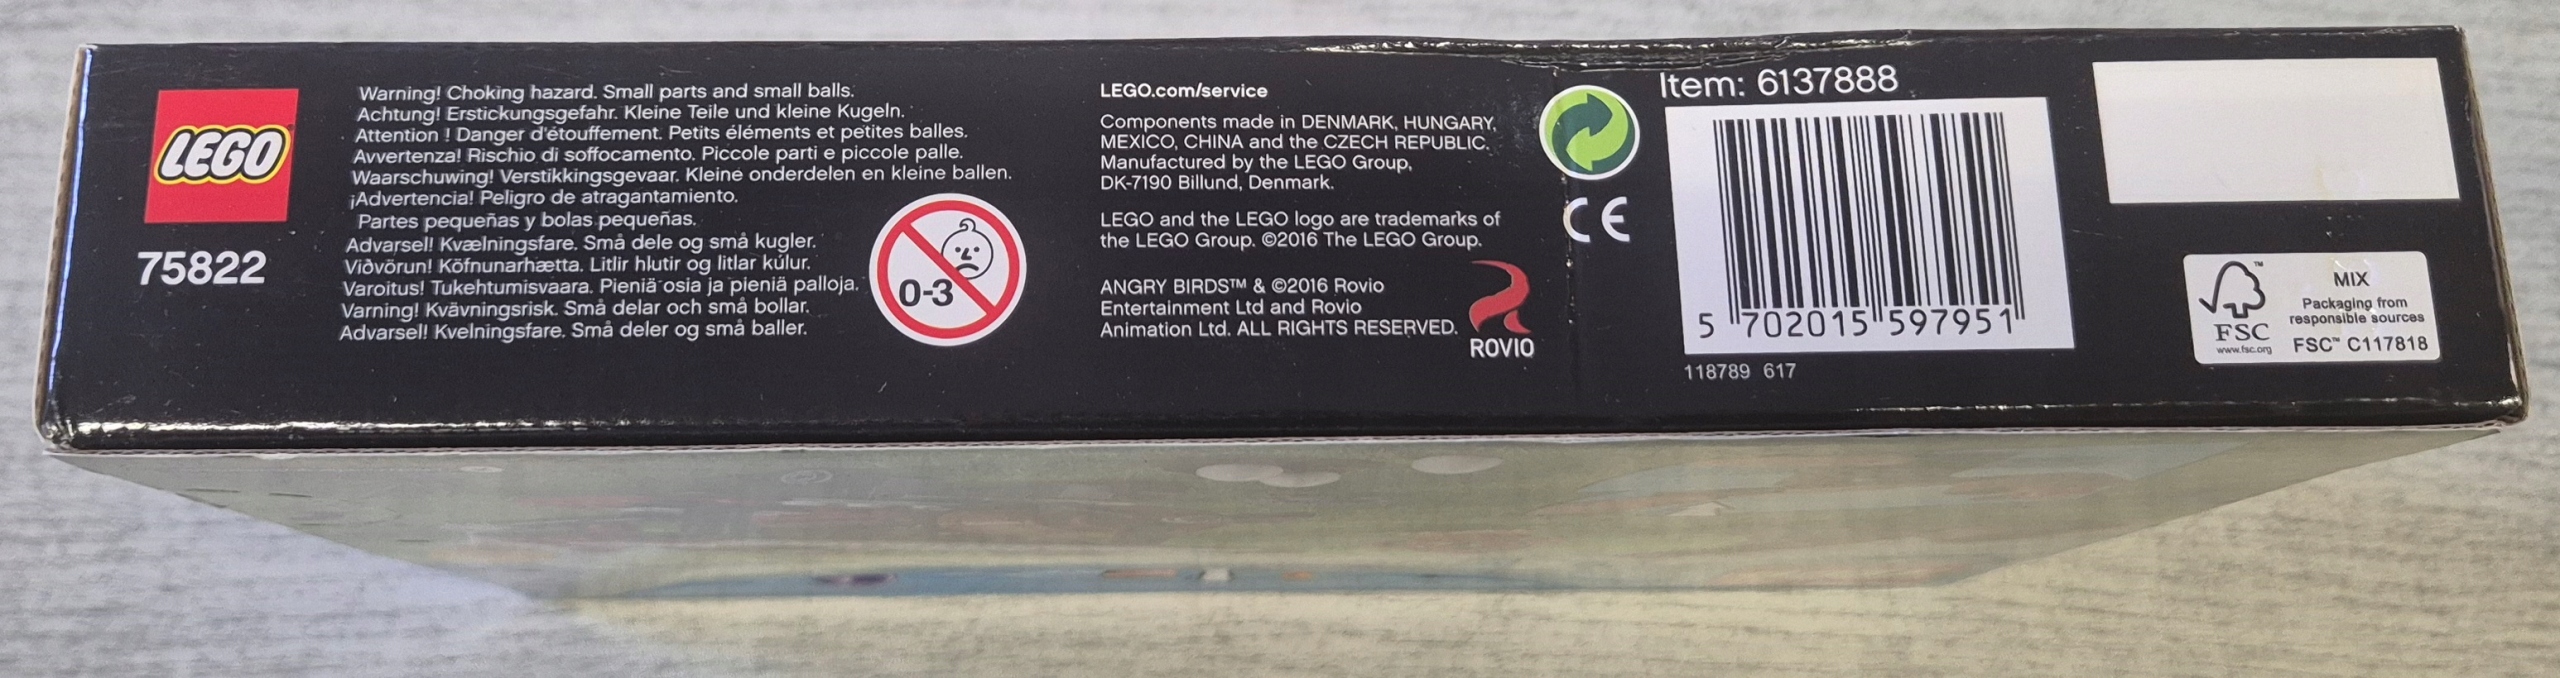 LEGO
75822
Warning! Choking hazard. Small parts and small balls.
Achtung! Erstickungsgefahr. Kleine Teile und kleine Kugeln.
Attention ! Danger d'étouffement. Petits éléments et petites balles.
Avvertenza! Rischio di soffocamento. Piccole parti e piccole palle.
Waarschuwing! Verstikkingsgevaar. Kleine onderdelen en kleine ballen.
¡Advertencia! Peligro de atragantamiento.
Partes pequeñas y bolas pequeñas.
Advarsel! Kvælningsfare. Små dele og små kugler.
Viðvörun! Köfnunarhætta. Litlir hlutir og litlar kúlur.
Varoitus! Tukehtumisvaara. Pieniä osia ja pieniä palloja.
Varning! Kvävningsrisk. Små delar och små bollar.
Advarsel! Kvelningsfare. Små deler og små baller.
0-3
LEGO.com/service
Components made in DENMARK, HUNGARY,
MEXICO, CHINA and the CZECH REPUBLIC.
Manufactured by the LEGO Group,
DK-7190 Billund, Denmark.
LEGO and the LEGO logo are trademarks of
the LEGO Group. ©2016 The LEGO Group.
ANGRY BIRDS™ & ©2016 Rovio
Entertainment Ltd and Rovio
Animation Ltd. ALL RIGHTS RESERVED.
ROVIO
CE
Item: 6137888
5 702015 597951
118789 617
FSC
www.fsc.org
MIX
Packaging from
responsible sources
FSC™ C117818